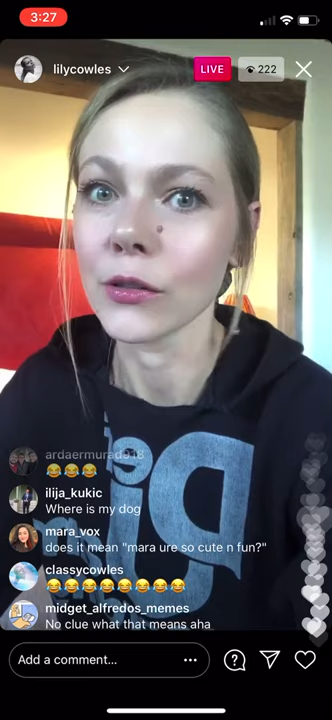 3:27
lilycowles
LIVE
222
ardaermurad918
😂😂😂
ilija_kukic
Where is my dog
mara_vox
does it mean "mara ure so cute n fun?"
classycowles
😂😂😂😂😂😂😂😂
midget_alfredos_memes
No clue what that means aha
Add a comment...